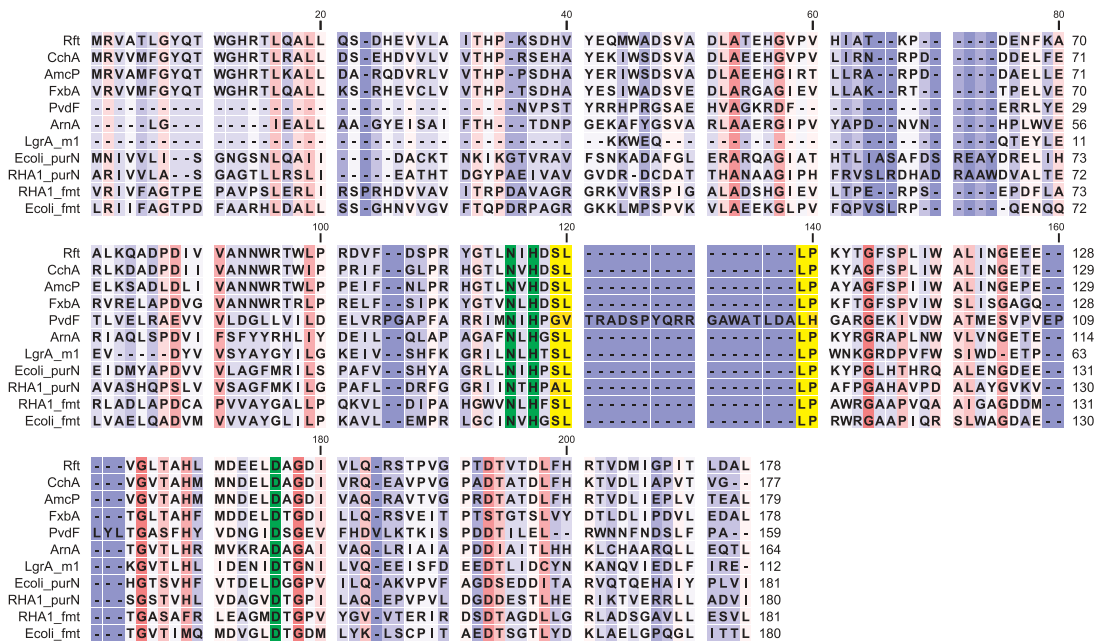 20 40 60 80
Rft MRVATLGYQT WGHRTLQALL QS-DHEVVLA ITHP-KSDHV YEQMWADSVA DLATEHGVPV HIAT--KP-- ----DENFKA 70
CchA MRVVMFGYQT WGHRTLRALL DS-EHDVVLV VTHP-RSEHA YEKIWSDSVA DLAEEHGVPV LIRN--RPD- ----DDELFE 71
AmcP MRVAMFGYQT WGHRTLKALL DA-RQDVRLV VTHP-RSEHA YEKIWSDSVA DLAEEHGIRT LLRA--RPD- ----DAELLE 71
FxbA VRVVMFGYQT WGHRTLQALL KS-RHEVCLV VTHP-TSDHA YESIWADSVA DLARGAGIEV LLAK--RT-- ----TPELVE 70
PvdF ---------- ---------- ---------- -----NVPST YRRHPRGSAE HVAGKRDF-- ---------- ----ERRLYE 29
ArnA -----LG--- -----IEALL AA-GYEISAI FTH--TDNP GEKAFYGSVA RLAAERGIPV YAPD--NVN- ----HPLWVE 56
LgrA_m1 ---------- ---------- ---------- ---------- ---KKWEQ-- ---------- ---------- ----QTEYLE 11
Ecoli_purN MNIVVLI--S GNGSNLQAII ----DACKT NKIKGTVRAV FSNKADAFGL ERARQAGIAT HTLIASAFDS REAYDRELIH 73
RHA1_purN ARIVVLA--S GAGTLLRSLI ----EATHTD DGYPAEIVAV GVDR-DCDAT HNAEAAGIRP HFRVSLRDHAD DRAAWDVALTE 72
RHA1_fmt VRIVFAGTPE PAVPSLERLI RSPRHDVVAV ITRPDAVAGR GRKVVRSPIG ALADSHGIEV LTPE--RPS- ----EPDFLA 73
Ecoli_fmt LRIIFAGTPD FAARHLDALL SS-GHNVVGV FTQPDRPAGR GKKLMPSPVK VLAEEKGLPV FQPVSLRP-- -----QENQQ 72
100 120 140 160
Rft ALKQADPDIV VANNWRTWLP RDVF--DSPR YGTLNIHDSL ---------- --------LP KYTGFSPLIW ALINGEEE-- 128
CchA RLKDLRPDII VANNWRTWIP PRIF--GLPR HGTLNVHDSL ---------- --------LP KYAGFSPLIW ALINGETE-- 129
AmcP ELKSADLDLI VANNWRTWLP PEIF--NLPR HGTLNVHDSL ---------- --------LP KYAGFSPVIW ALINGEPE-- 129
FxbA RVRELAPDVG VANNWRTRLP RELF--SIPK YGTVNLHDSL ---------- --------LP KFTGFSPVIW SLISGAGQ-- 128
PvdF TLVELRAEVV VLDGLLVILD ELVRPGAPFA RRIMNIHPGV TRADSPYQRR GAWATLDALH GARGEKIVDW ATMESVPVEP 109
ArnA RIAQLSPDVI FSFYYRHLIY DEIL--QLAP AGAFNLHGSL ---------- --------LP KYRGRAPLNW VLVNGETE-- 114
LgrA_m1 EV-----DYV VSYAYGYILG KEIV--SHFK GRILNLHTSL ---------- --------LP WNKGRDPVFW SIWD-ETP-- 63
Ecoli_purN EIDMYAPDVV VLAGFMRILS PAFV--SHYA GRLLNIHPSL ---------- --------LP KYPGLHTHRQ ALENGDEE-- 131
RHA1_purN AVASHQPSLV VSAGFMKILG PAFL--DRFG GRIINTHPAL ---------- --------LP AFPGAHAVPD ALAYGVKV-- 130
RHA1_fmt RLADLAPDCA PVVAYGALLP QKVL--DIPA HGWVNLHFSL ---------- --------LP AWRGAAPVQA AIGAGDDM-- 131
Ecoli_fmt LVAELQADVM VVVAYGLILP KAVL--EMPR LGCINVHGSL ---------- --------LP RWRGAAPIQR SLWAGDAE-- 130
180 200
Rft ---VGLTAHL MDEELDAGDI VLQ-RSTPVG PTDTVTDLFH RTVDMIGPIT LDAL 178
CchA ---VGVTAHM MNDELDAGDI VRQ-EAVPVG PADTATDLFH KTVDLIAPVT VG-- 177
AmcP ---VGVTAHM MNDELDAGDI VAQ-RAVTVG PRDTATDLFH RTVDLIEPLV TEAL 179
FxbA ---TGLTAHF MDDELDTGDI LLQ-RSVEIT PTSTGTSLVY DTLDLIPDVL EDAL 178
PvdF LYLTGASFHY VDNGIDSGEV FHDVLKTKIS PDDTILEL-- RWNNFNDSLF PA-- 159
ArnA ---TGVTLHR MVKRADAGAI VAQ-LRIAIA PDDIAITLHH KLCHAARQLL EQTL 164
LgrA_m1 ---KGVTLHL IDENIDTGNI LVQ-EEISFD EEDTLIDCYN KANQVIEDLF IRE- 112
Ecoli_purN ---HGTSVHF VTDELDGGPV ILQ-AKVPVF AGDSEDDITA RVQTQEHAIY PLVI 181
RHA1_purN ---SGSTVHL VDAGVDTGPI LAQ-EPVPVL DGDDESTLHE RIKTVERRLL ADVI 180
RHA1_fmt ---TGASAFR LEAGMDTGPV YGV-VTERIR DSDTAGDLLG RLADSGAVLL ESVL 181
Ecoli_fmt ---TGVTIMQ MDVGLDTGDM LYK-LSCPIT AEDTSGTLYD KLAELGPQGL ITTL 180